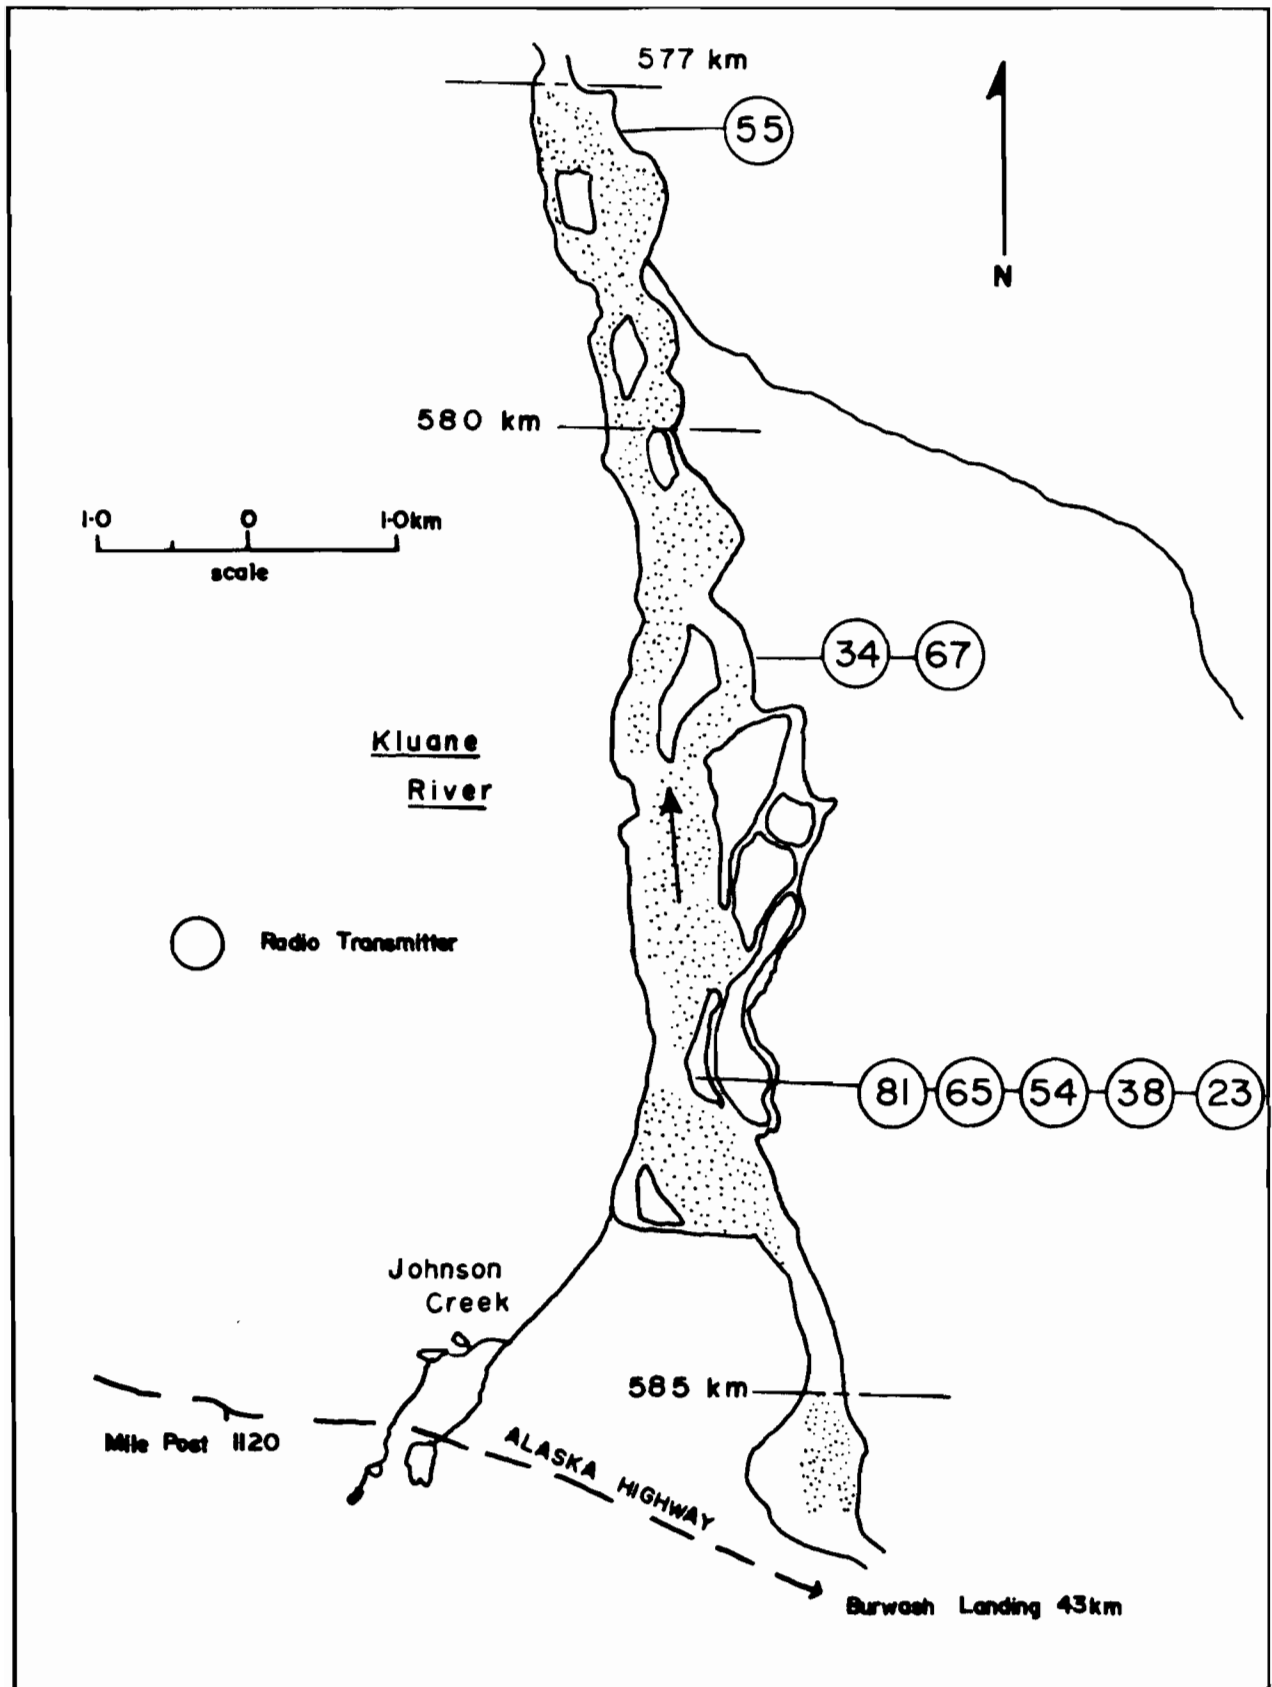 577 km
55
N
580 km
1·0 0 1·0km
scale
34 67
Kluane
River
Radio Transmitter
81 65 54 38 23
Johnson
Creek
585 km
Mile Post 1120
ALASKA HIGHWAY
Burwash Landing 43km